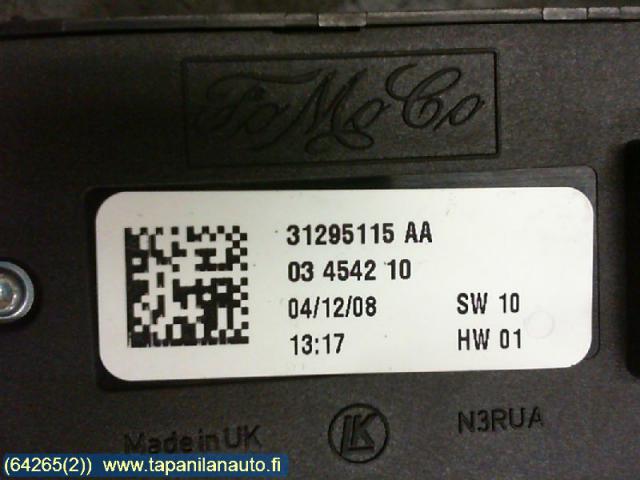 FoMoCo
31295115 AA
03 4542 10
04/12/08 SW 10
13:17 HW 01
Made in UK LK N3RUA
(64265(2)) www.tapanilanauto.fi